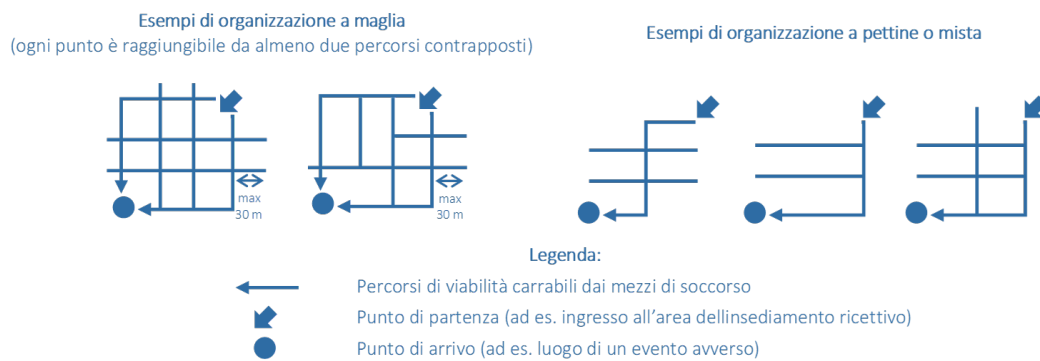 Esempi di organizzazione a maglia
(ogni punto è raggiungibile da almeno due percorsi contrapposti)
Esempi di organizzazione a pettine o mista
max
30 m
max
30 m
Legenda:
Percorsi di viabilità carrabili dai mezzi di soccorso
Punto di partenza (ad es. ingresso all'area dellinsediamento ricettivo)
Punto di arrivo (ad es. luogo di un evento avverso)